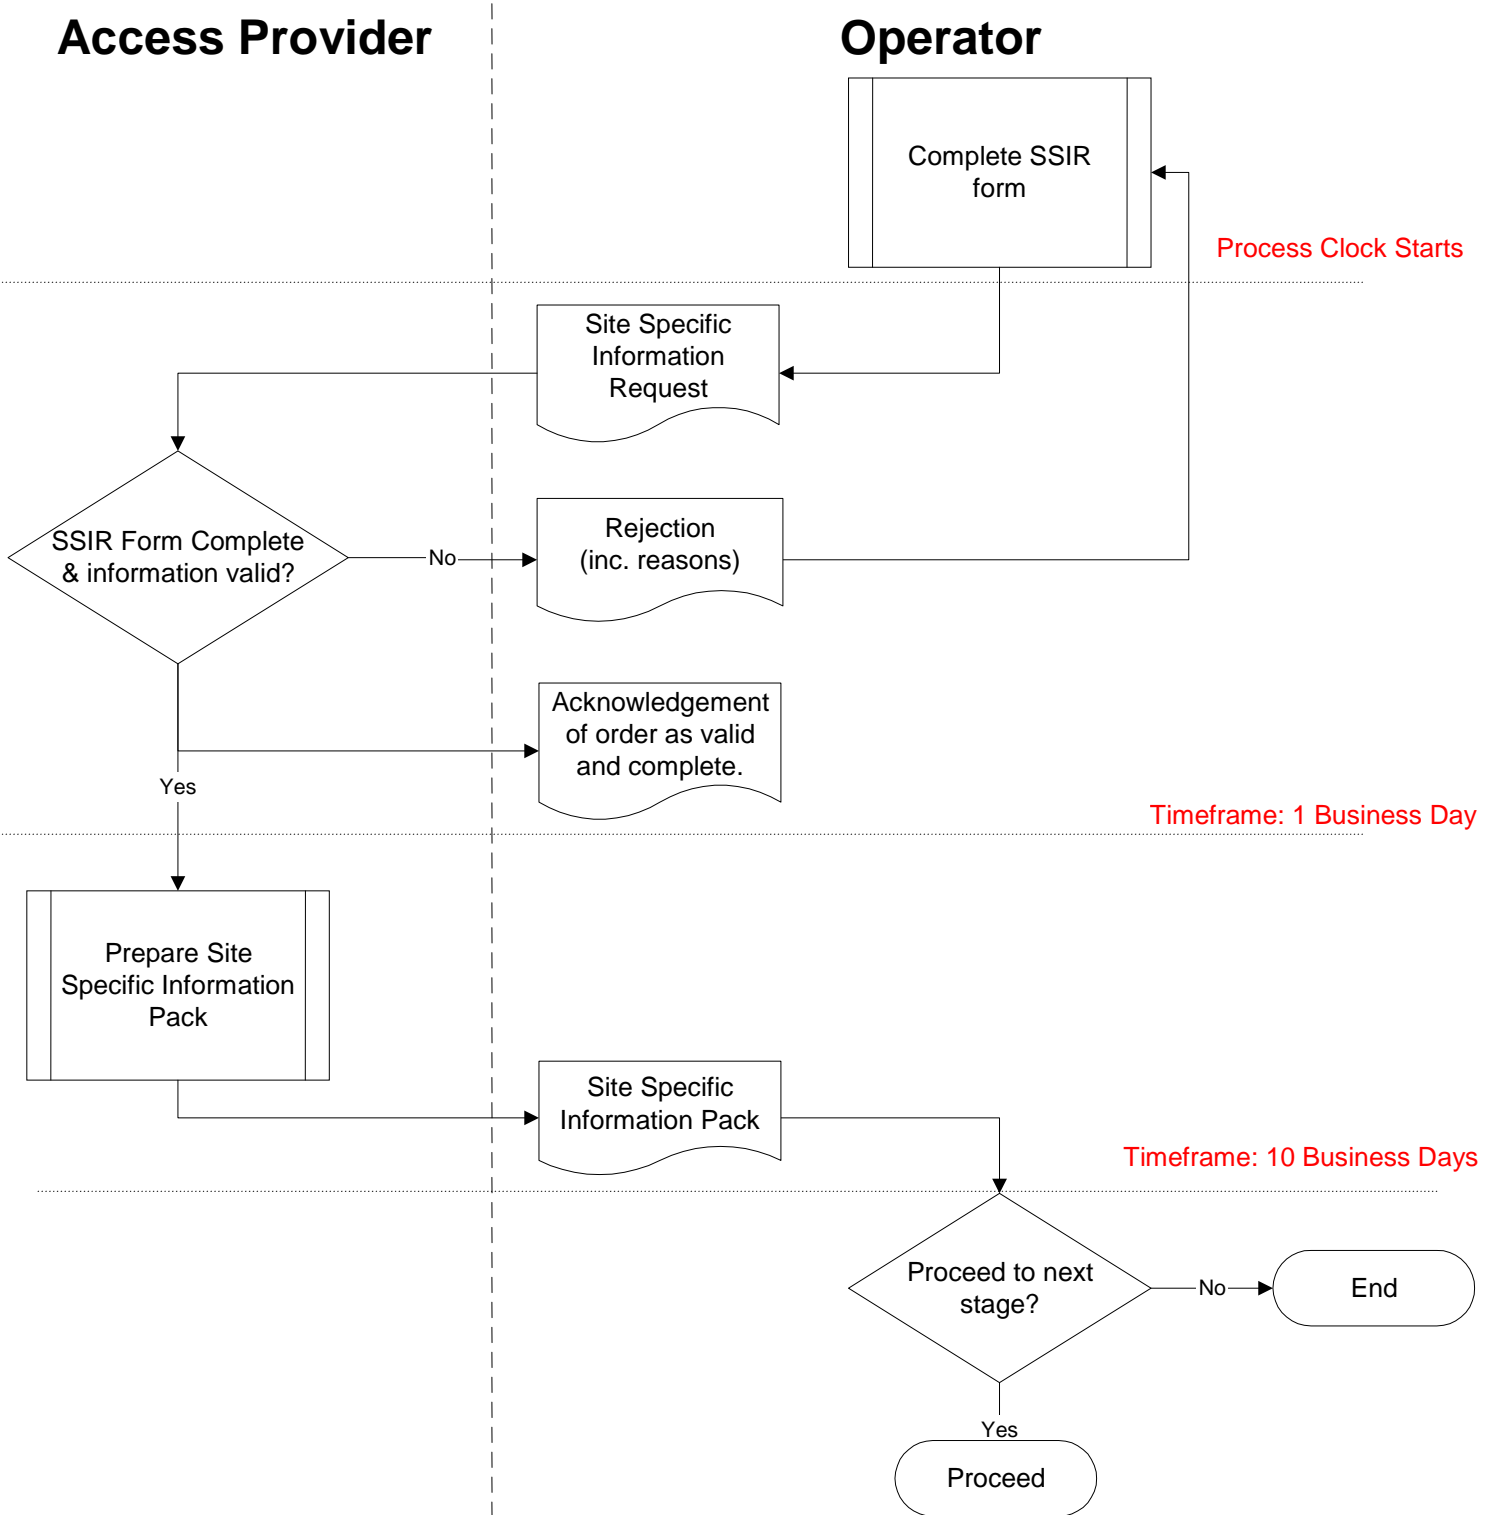 Access Provider
Operator
Complete SSIR
form
Process Clock Starts
Site Specific
Information
Request
SSIR Form Complete
& information valid?
No
Rejection
(inc. reasons)
Acknowledgement
of order as valid
and complete.
Yes
Timeframe: 1 Business Day
Prepare Site
Specific Information
Pack
Site Specific
Information Pack
Timeframe: 10 Business Days
Proceed to next
stage?
No
End
Yes
Proceed